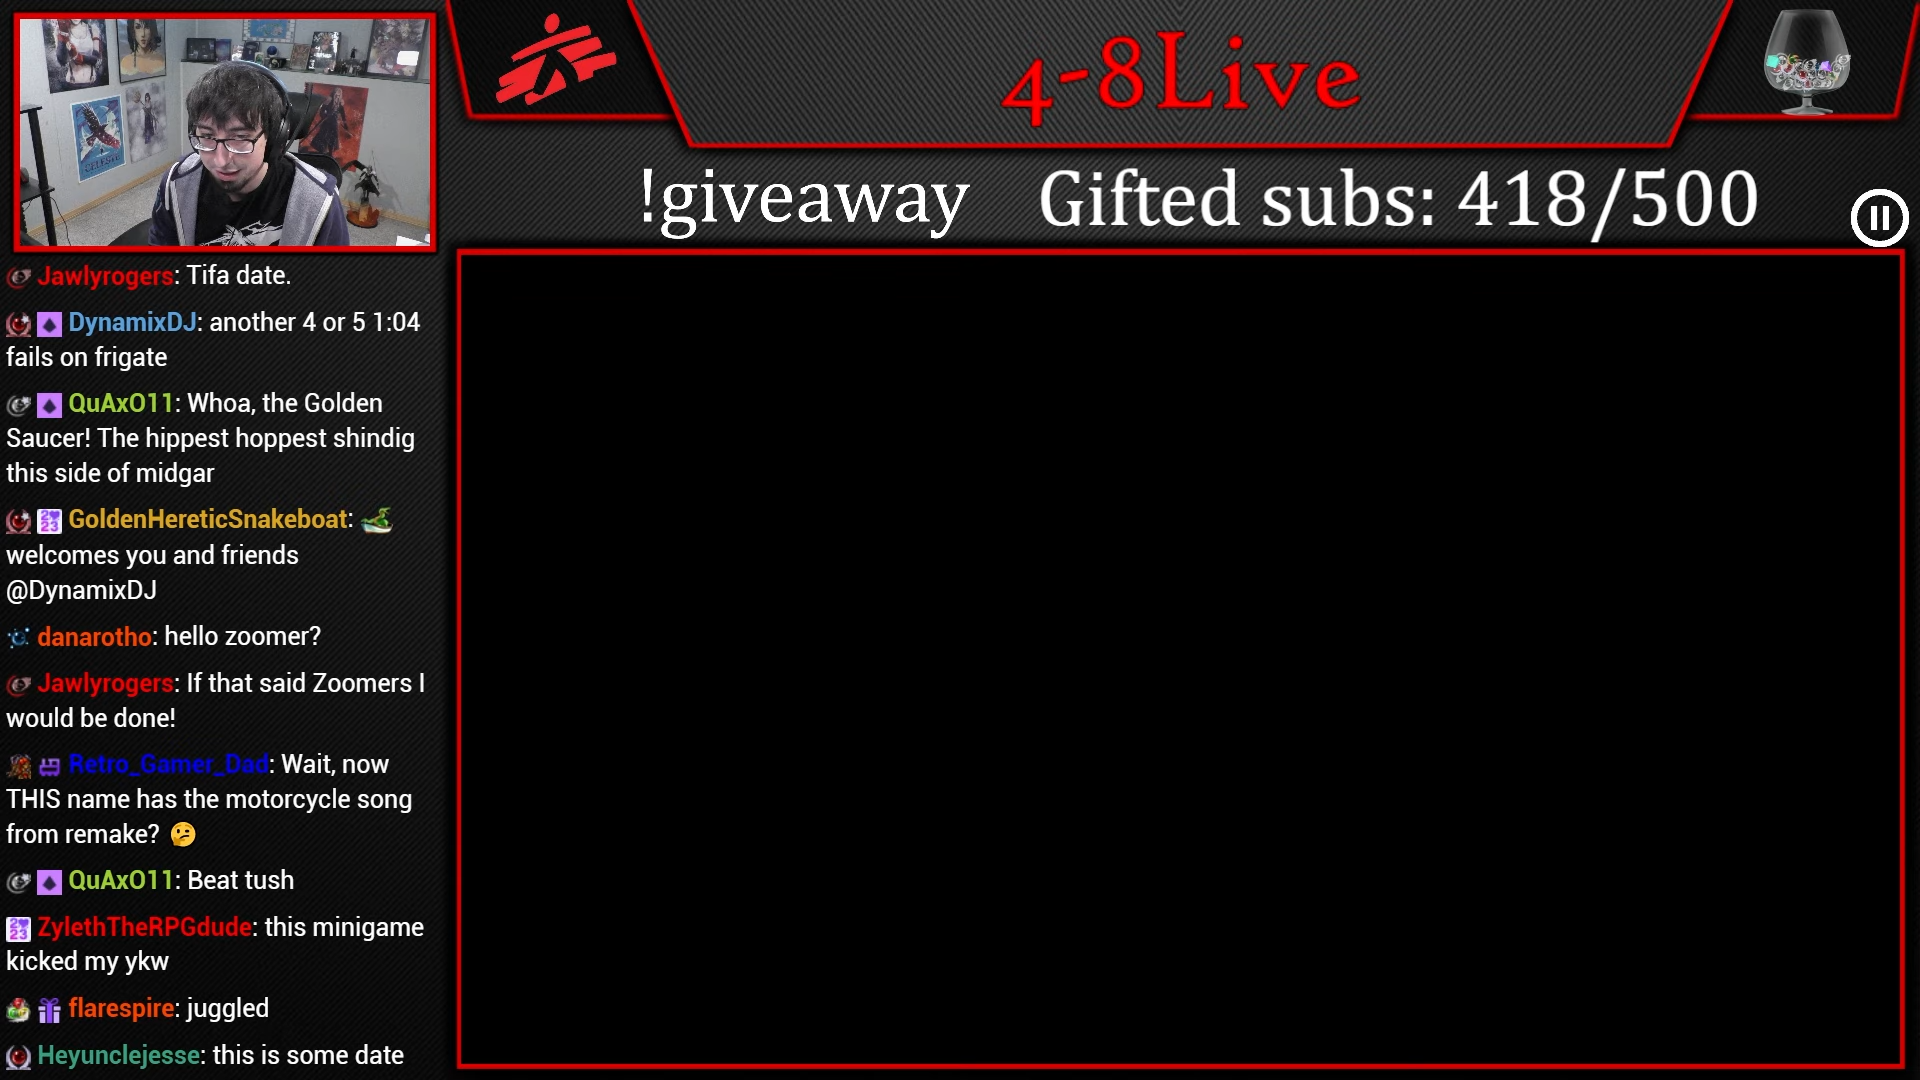 4-8Live
!giveaway Gifted subs: 418/500
CELESTE
Jawlyrogers: Tifa date.
DynamixDJ: another 4 or 5 1:04
fails on frigate
QuAxO11: Whoa, the Golden
Saucer! The hippest hoppest shindig
this side of midgar
GoldenHereticSnakeboat:
welcomes you and friends
@DynamixDJ
danarotho: hello zoomer?
Jawlyrogers: If that said Zoomers I
would be done!
Retro_Gamer_Dad: Wait, now
THIS name has the motorcycle song
from remake? 🤔
QuAxO11: Beat tush
ZylethTheRPGdude: this minigame
kicked my ykw
flarespire: juggled
Heyunclejesse: this is some date